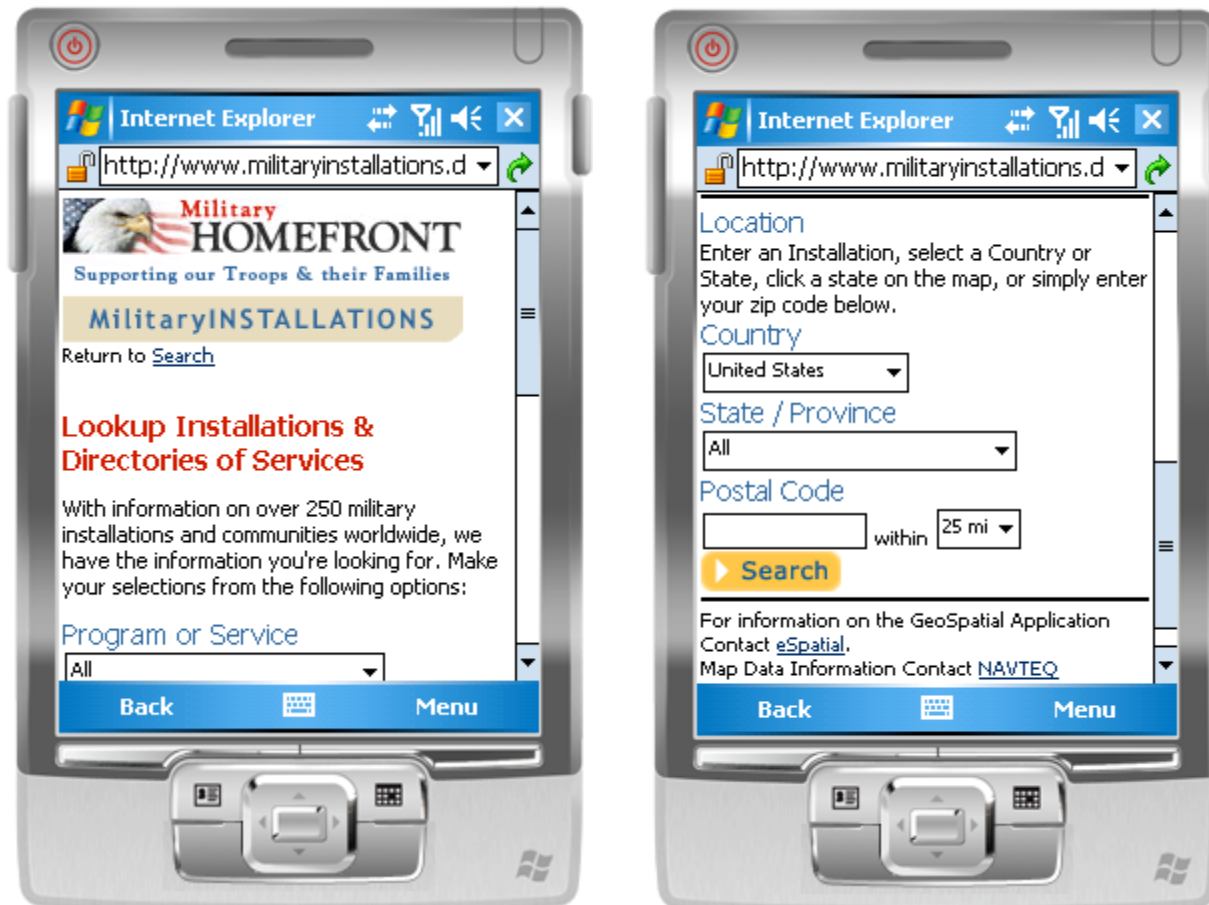 Internet Explorer
http://www.militaryinstallations.d
Military
HOMEFRONT
Supporting our Troops & their Families
MilitaryINSTALLATIONS
Return to Search
Lookup Installations &
Directories of Services
With information on over 250 military
installations and communities worldwide, we
have the information you're looking for. Make
your selections from the following options:
Program or Service
All
Back
Menu
Internet Explorer
http://www.militaryinstallations.d
Location
Enter an Installation, select a Country or
State, click a state on the map, or simply enter
your zip code below.
Country
United States
State / Province
All
Postal Code
within 25 mi
Search
For information on the GeoSpatial Application
Contact eSpatial.
Map Data Information Contact NAVTEQ
Back
Menu